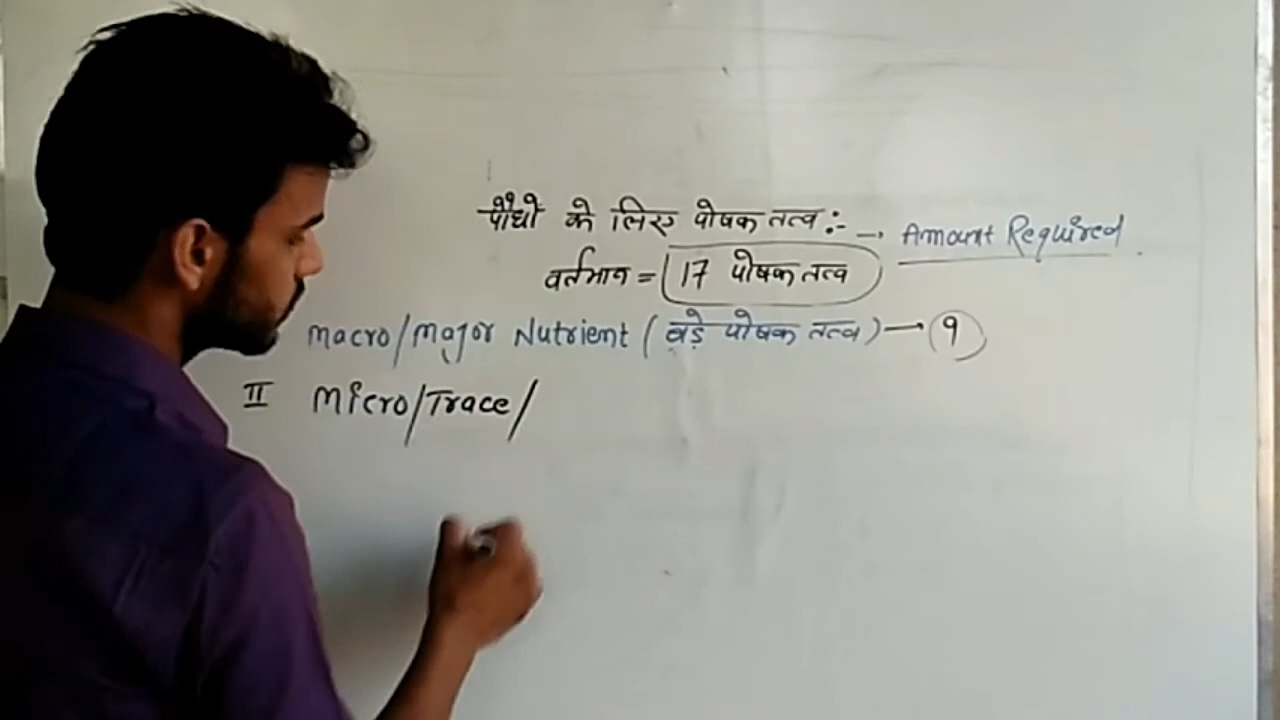 पौधों के लिए पोषक तत्व :- → Amount Required
वर्तमान = 17 पोषक तत्व
Macro/Major Nutrient (बड़े पोषक तत्व) → 9
II Micro/Trace/